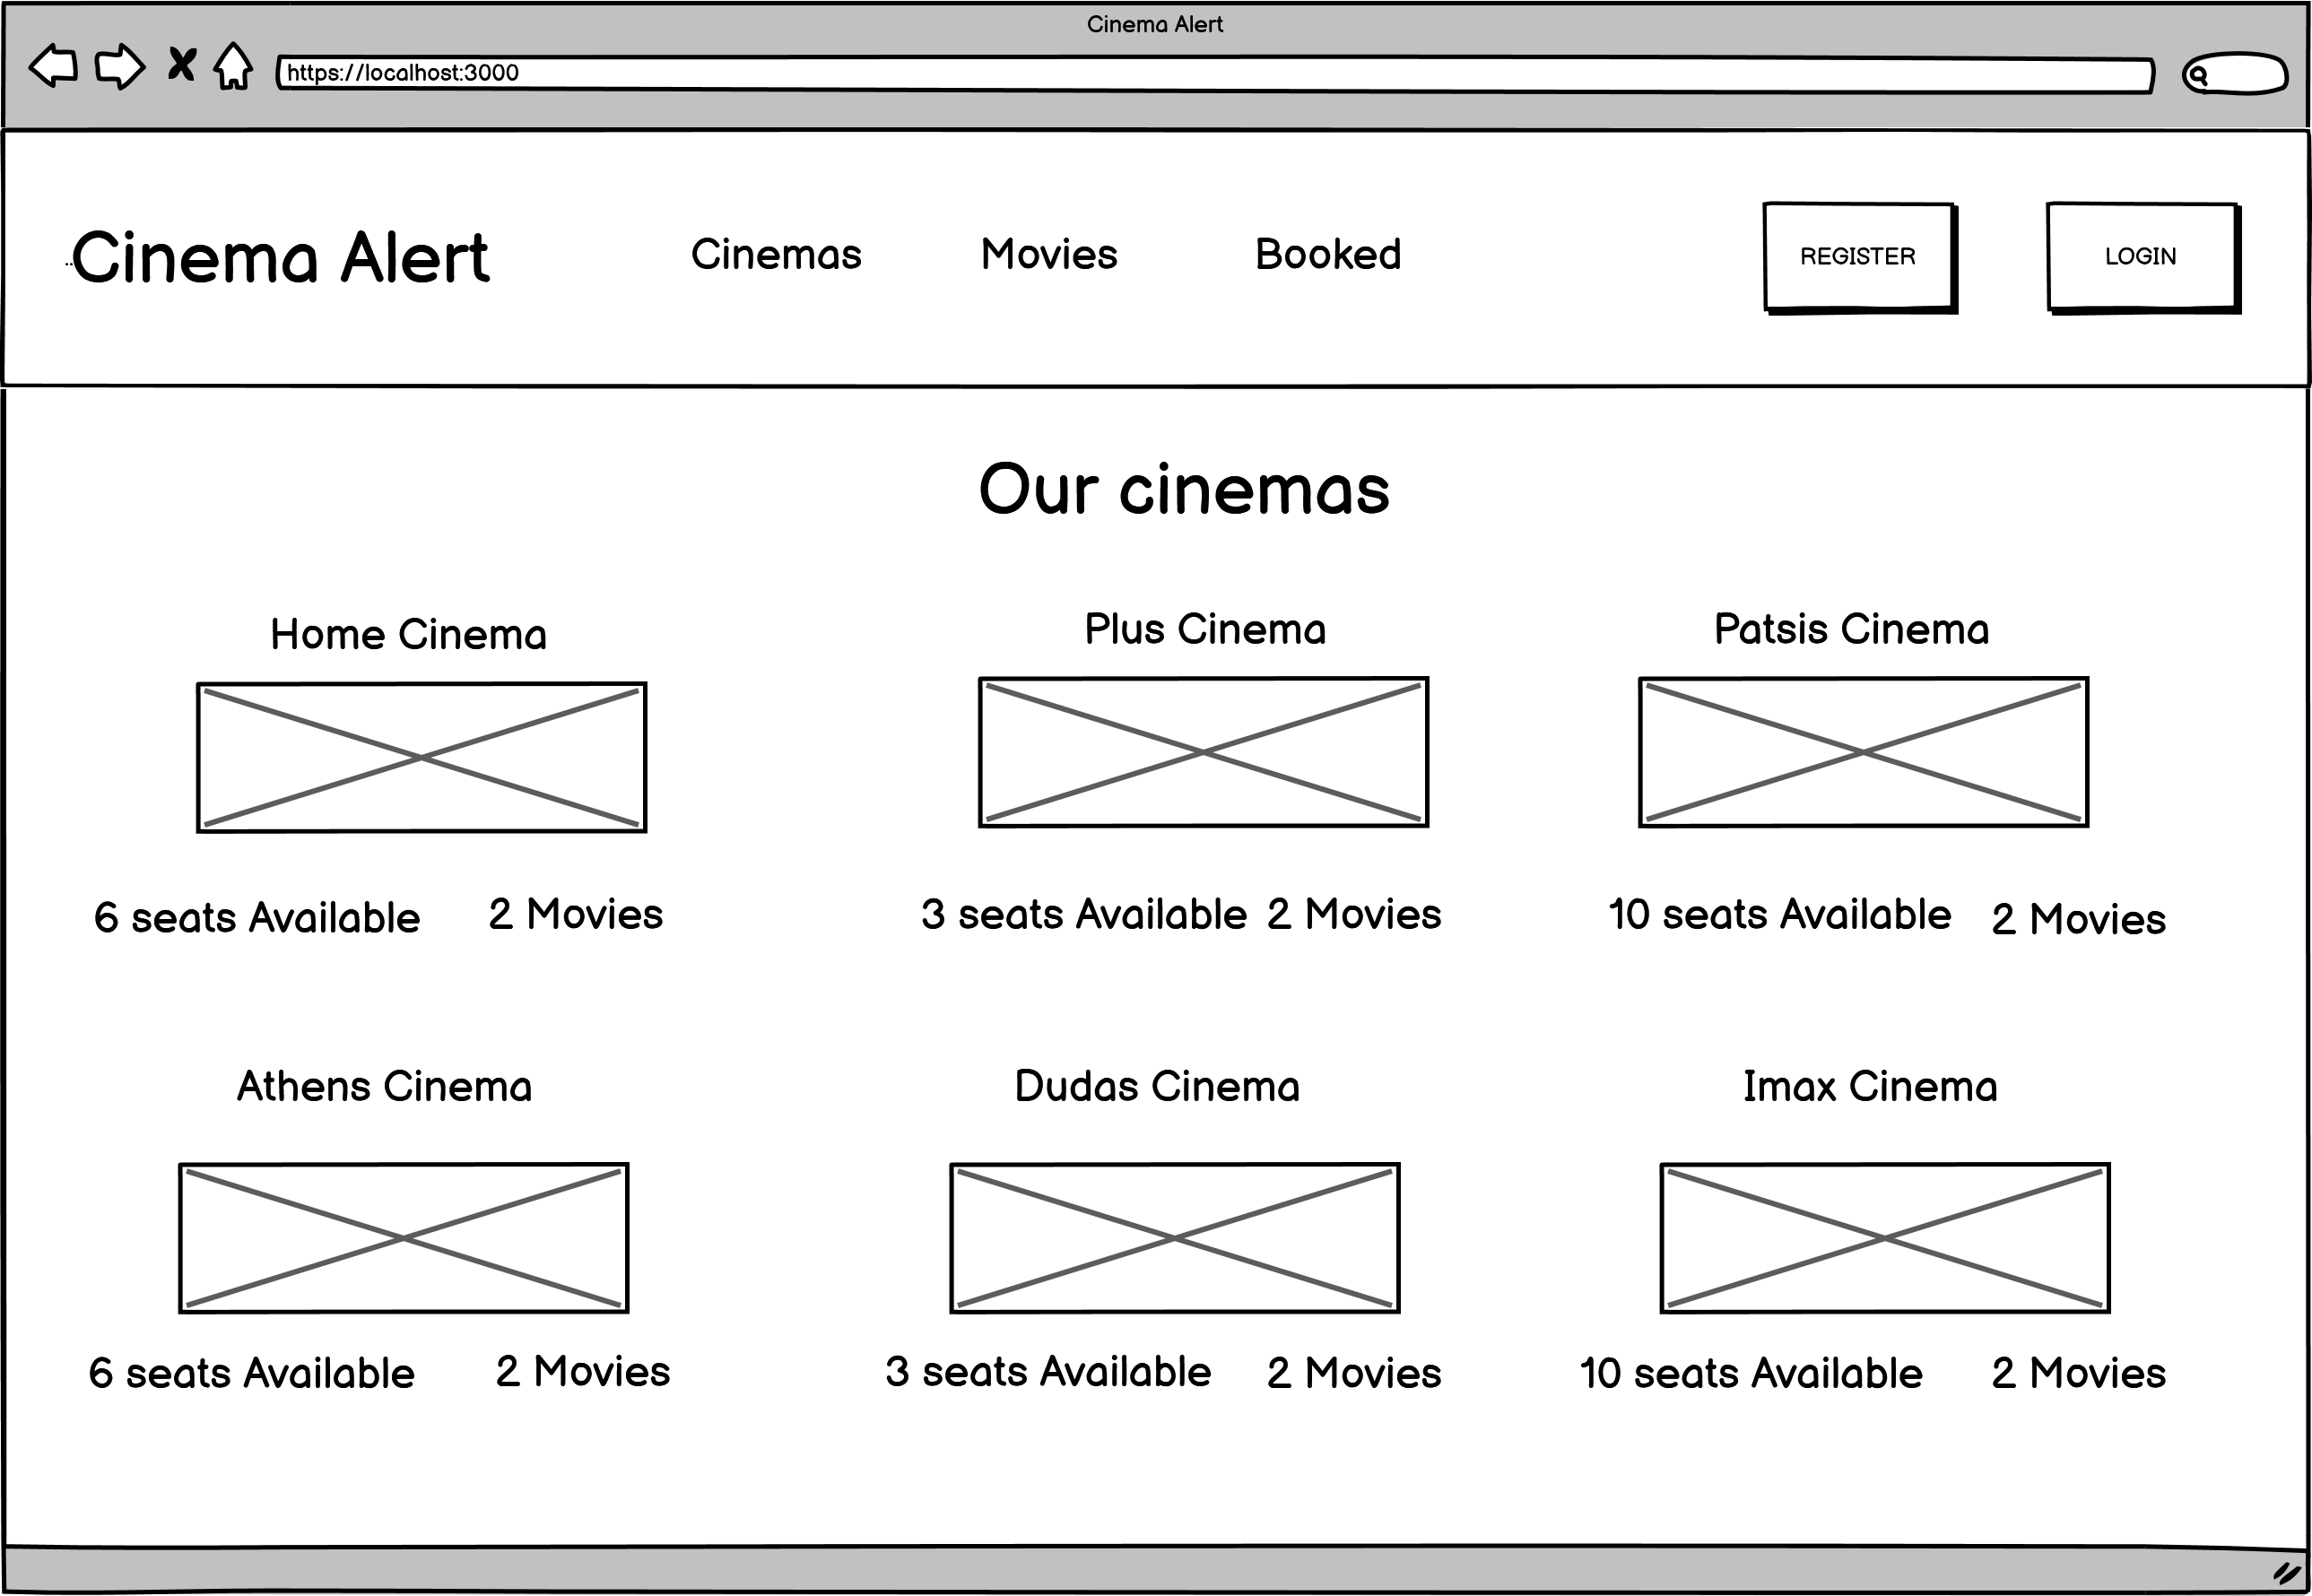 Cinema Alert
https://localhost:3000
Cinema Alert Cinemas Movies Booked REGISTER LOGIN
Our cinemas
Home Cinema Plus Cinema Patsis Cinema
6 seats Available 2 Movies 3 seats Available 2 Movies 10 seats Available 2 Movies
Athens Cinema Dudas Cinema Imax Cinema
6 seats Available 2 Movies 3 seats Available 2 Movies 10 seats Available 2 Movies